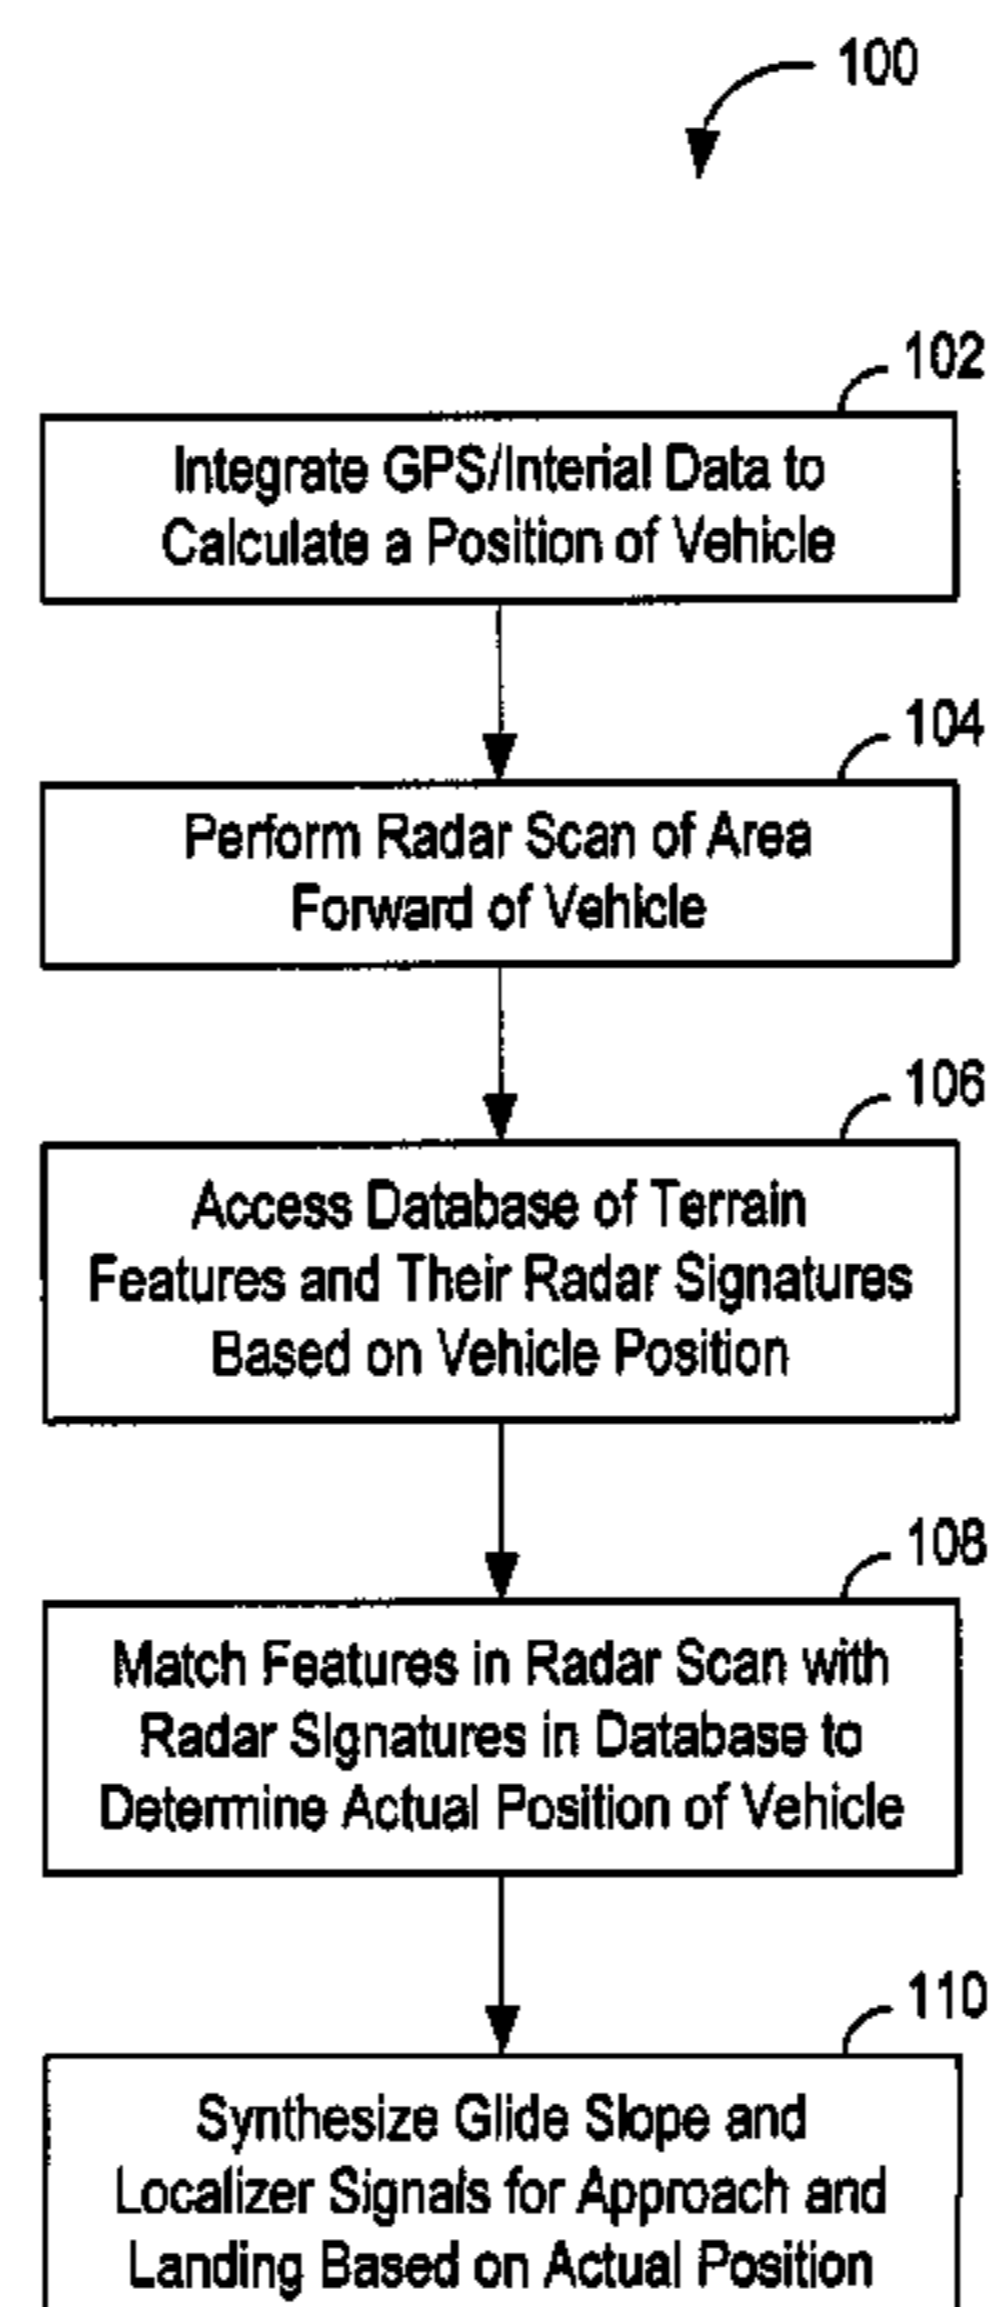 100
102
Integrate GPS/Interial Data to
Calculate a Position of Vehicle
104
Perform Radar Scan of Area
Forward of Vehicle
106
Access Database of Terrain
Features and Their Radar Signatures
Based on Vehicle Position
108
Match Features in Radar Scan with
Radar Signatures in Database to
Determine Actual Position of Vehicle
110
Synthesize Glide Slope and
Localizer Signals for Approach and
Landing Based on Actual Position